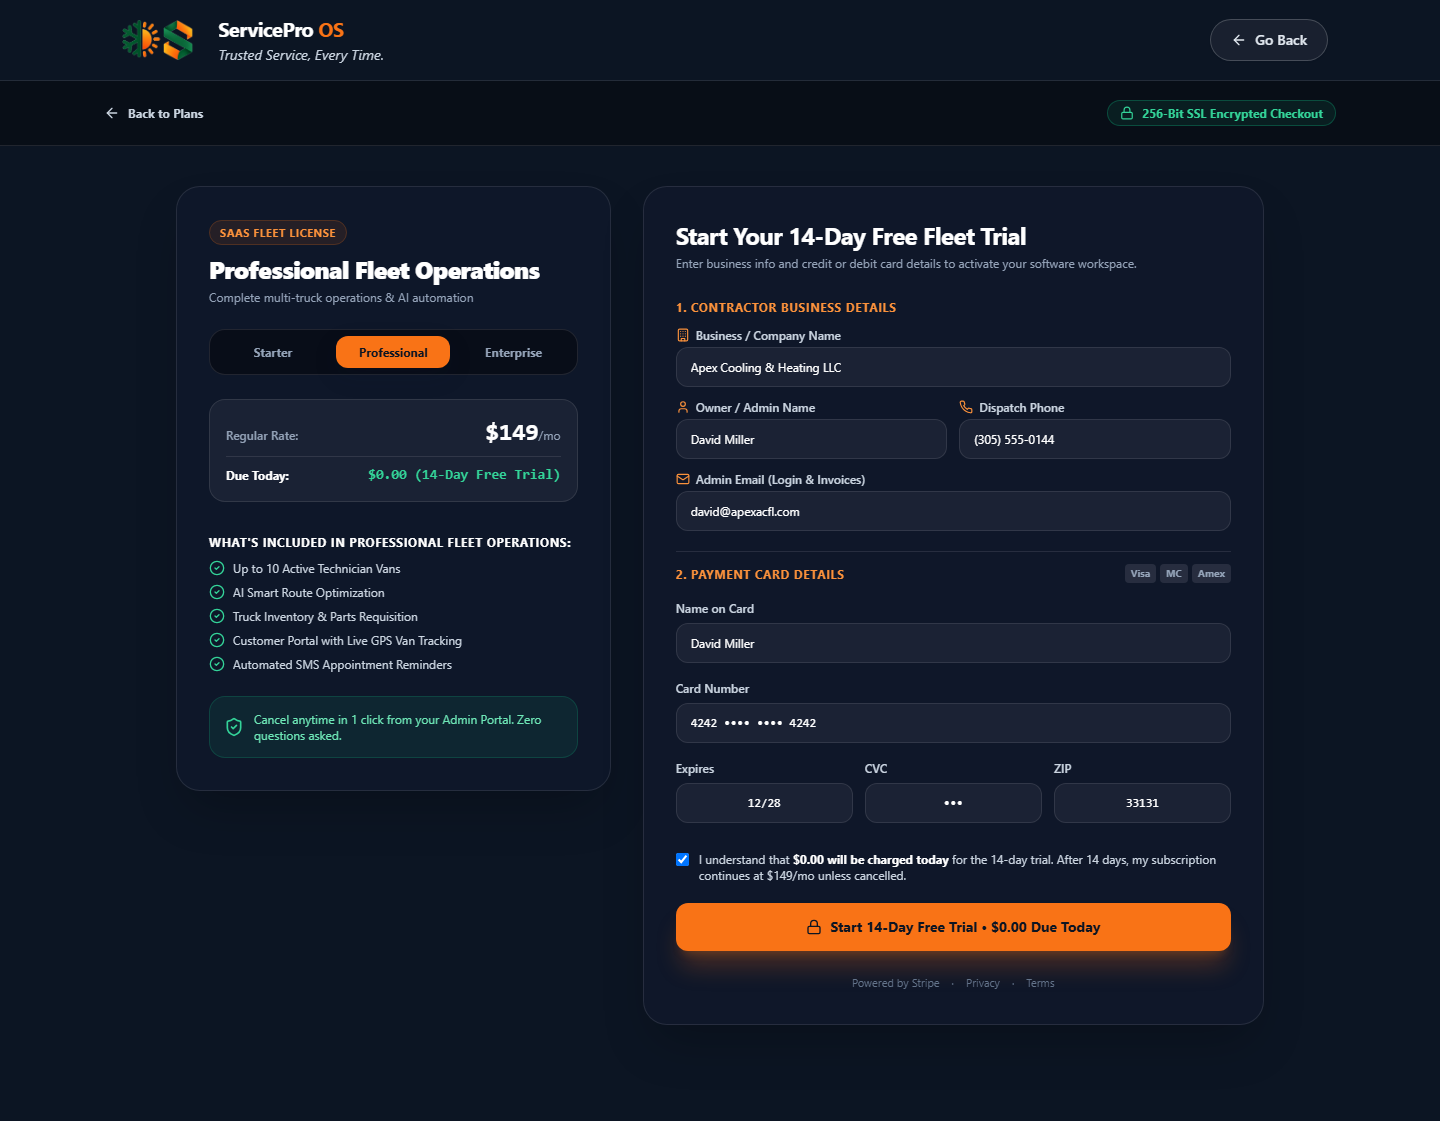 ServicePro OS
Trusted Service, Every Time.
Go Back
Back to Plans
256-Bit SSL Encrypted Checkout
SAAS FLEET LICENSE
Professional Fleet Operations
Complete multi-truck operations & AI automation
Starter
Professional
Enterprise
Regular Rate:
$149/mo
Due Today:
$0.00 (14-Day Free Trial)
WHAT'S INCLUDED IN PROFESSIONAL FLEET OPERATIONS:
Up to 10 Active Technician Vans
AI Smart Route Optimization
Truck Inventory & Parts Requisition
Customer Portal with Live GPS Van Tracking
Automated SMS Appointment Reminders
Cancel anytime in 1 click from your Admin Portal. Zero
questions asked.
Start Your 14-Day Free Fleet Trial
Enter business info and credit or debit card details to activate your software workspace.
1. CONTRACTOR BUSINESS DETAILS
Business / Company Name
Apex Cooling & Heating LLC
Owner / Admin Name
Dispatch Phone
David Miller
(305) 555-0144
Admin Email (Login & Invoices)
david@apexacfl.com
2. PAYMENT CARD DETAILS
Visa
MC
Amex
Name on Card
David Miller
Card Number
4242 •••• •••• 4242
Expires
CVC
ZIP
12/28
•••
33131
I understand that $0.00 will be charged today for the 14-day trial. After 14 days, my subscription
continues at $149/mo unless cancelled.
Start 14-Day Free Trial • $0.00 Due Today
Powered by Stripe · Privacy · Terms